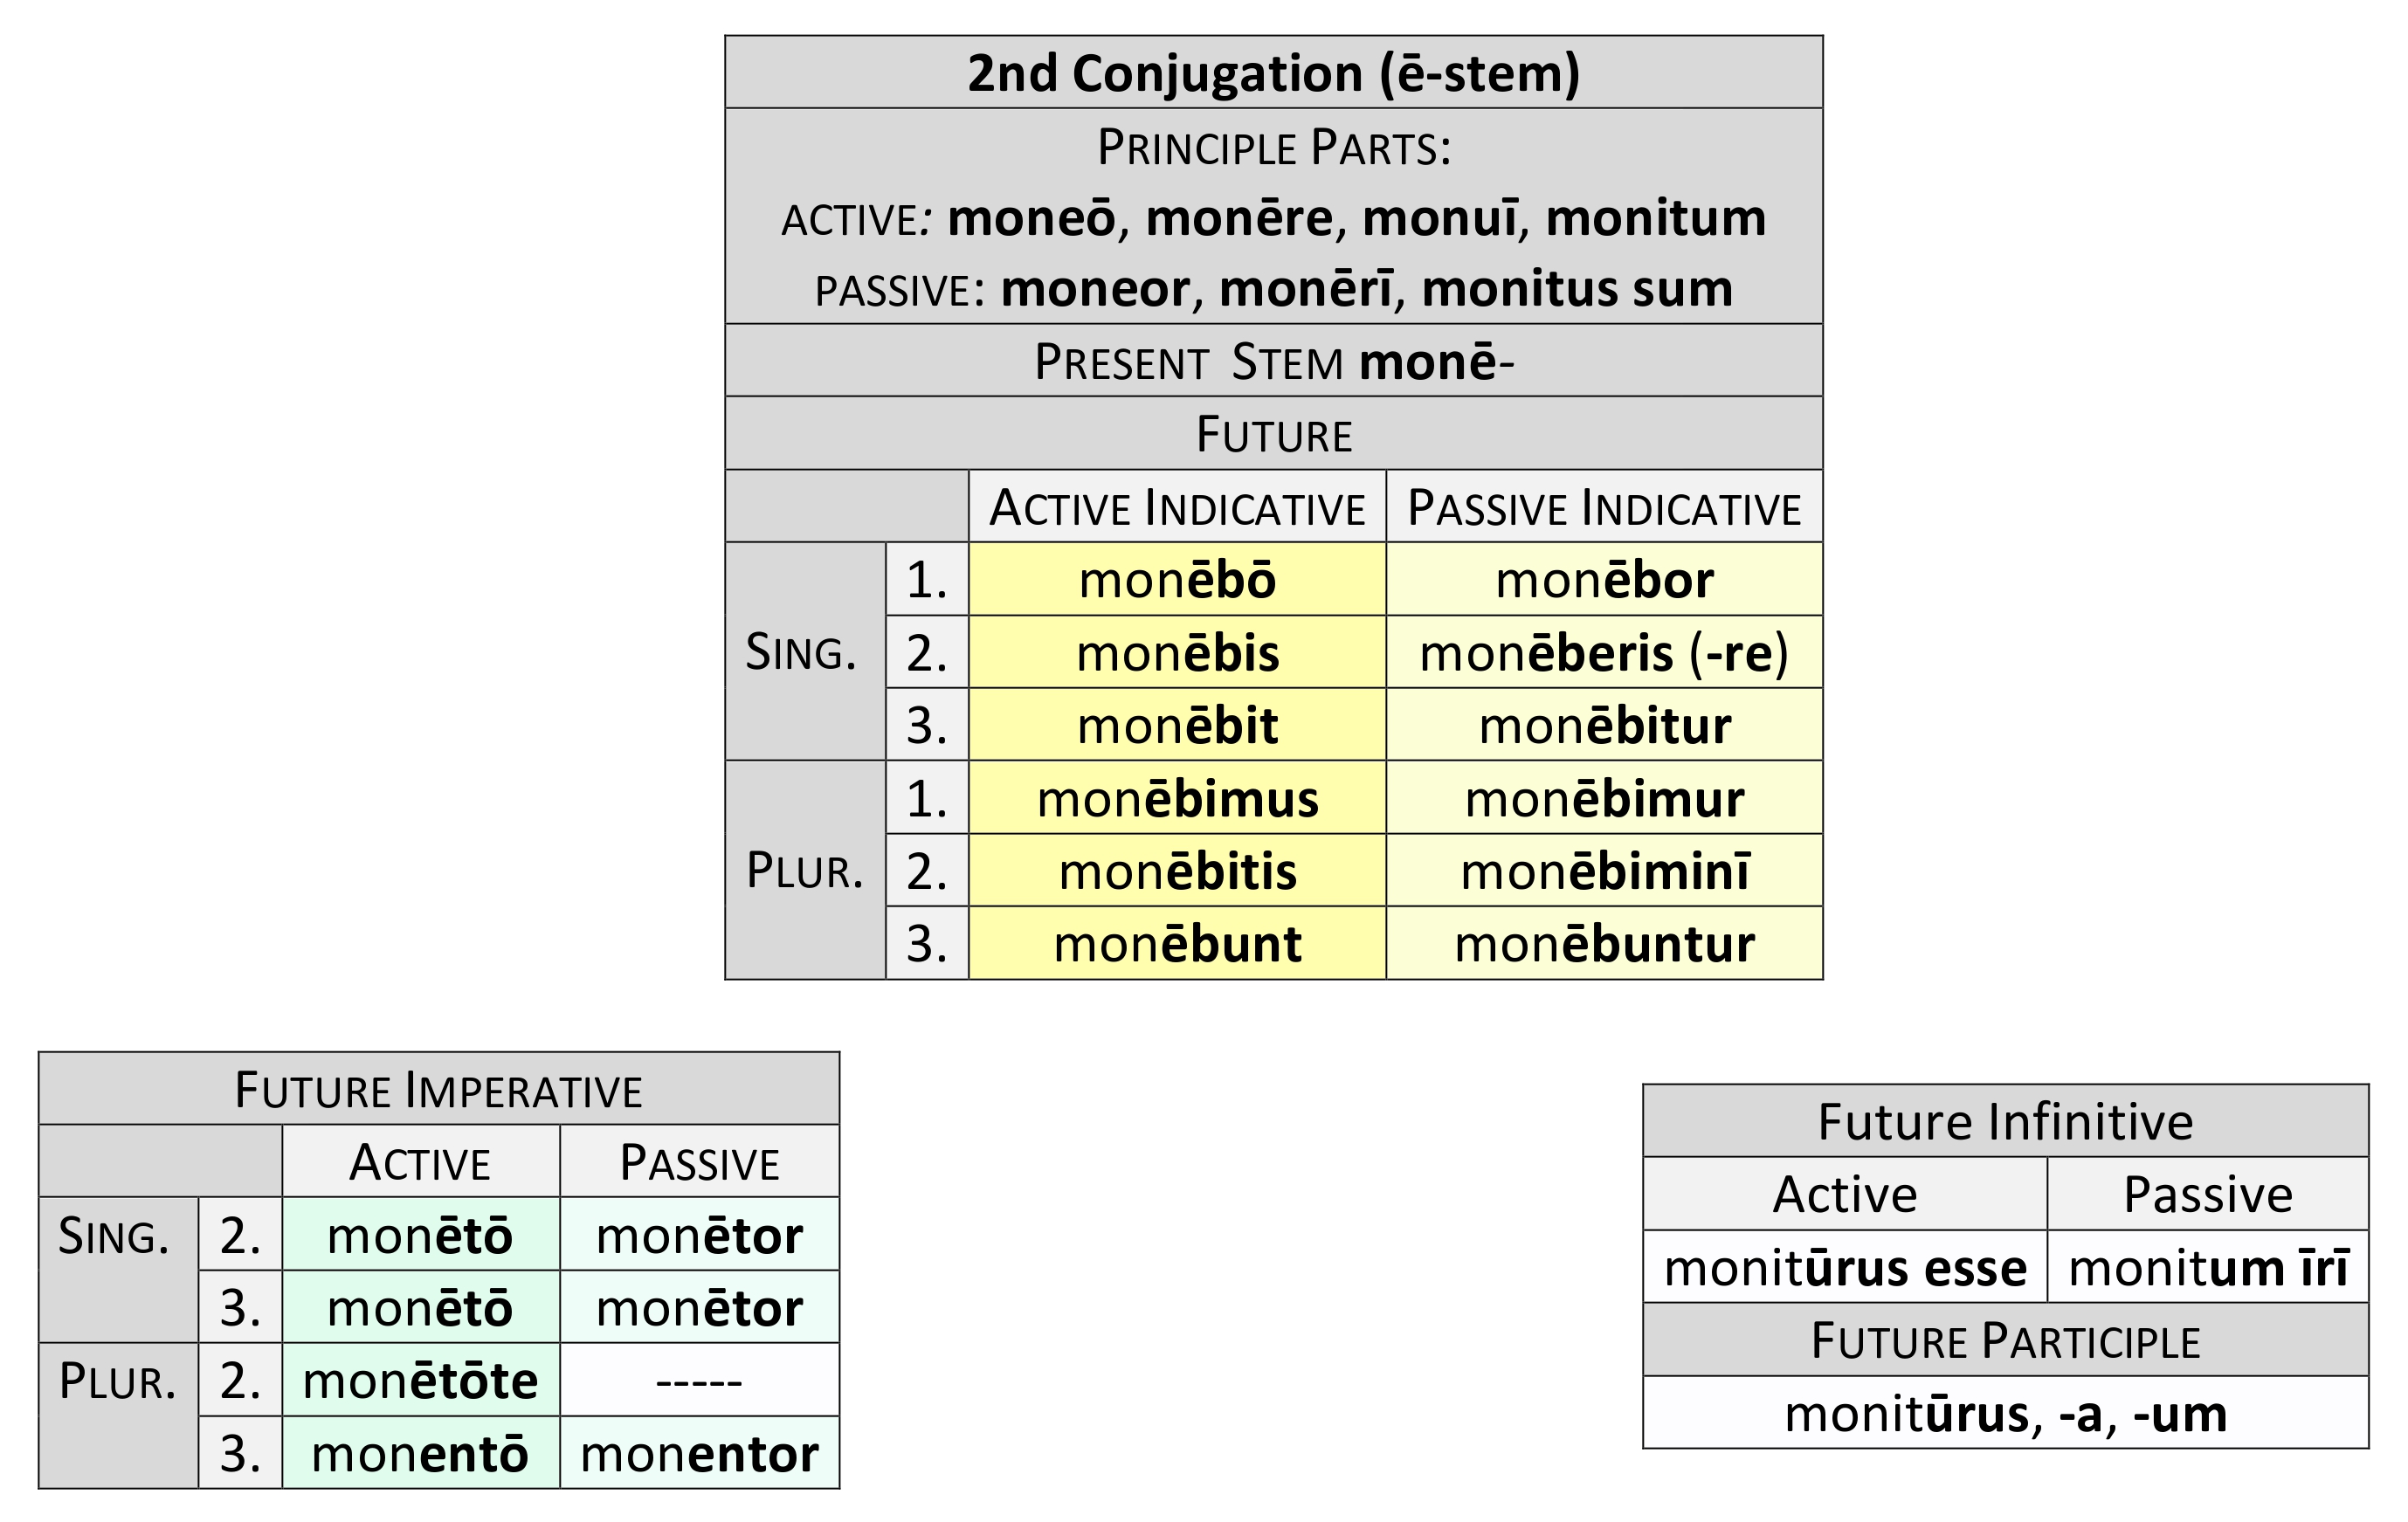 2nd Conjugation (ē-stem)
Principle Parts:
active: moneō, monēre, monuī, monitum
passive: moneor, monērī, monitus sum
Present Stem monē-
Future
Active Indicative Passive Indicative
Sing. 1. monēbō monēbor
2. monēbis monēberis (-re)
3. monēbit monēbitur
Plur. 1. monēbimus monēbimur
2. monēbitis monēbiminī
3. monēbunt monēbuntur
Future Imperative
Active Passive
Sing. 2. monētō monētor
3. monētō monētor
Plur. 2. monētōte -----
3. monentō monentor
Future Infinitive
Active Passive
monitūrus esse monitum īrī
Future Participle
monitūrus, -a, -um